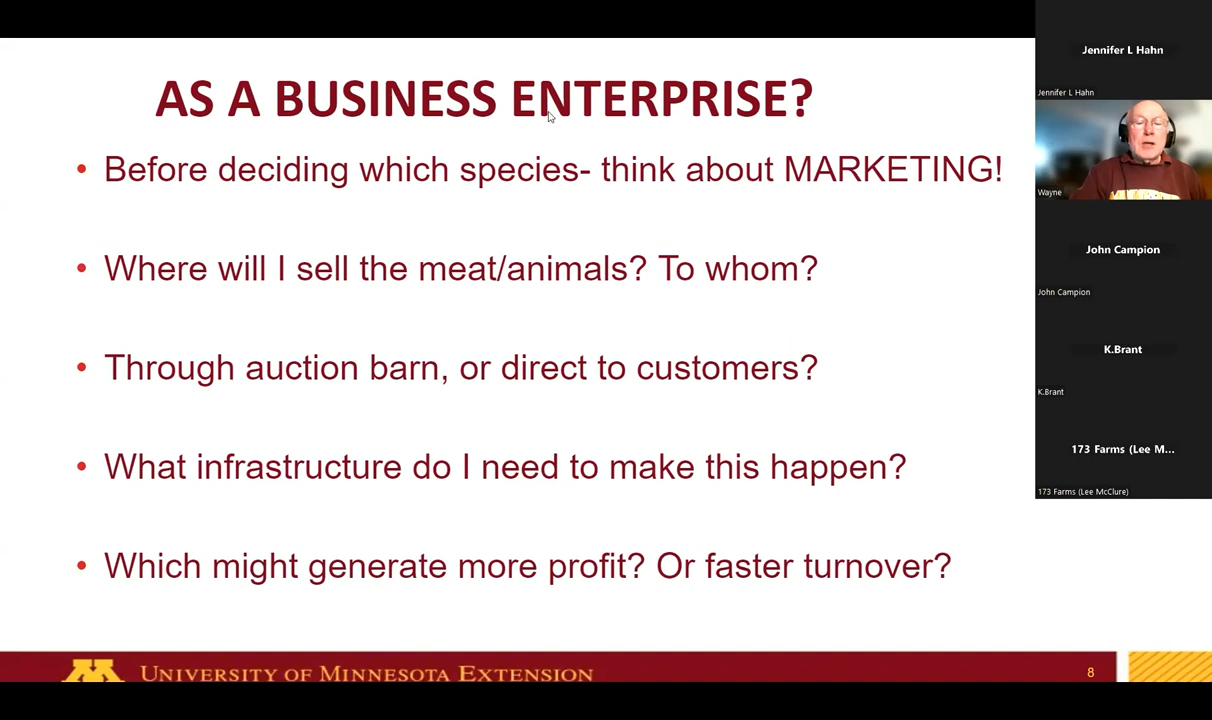 AS A BUSINESS ENTERPRISE?
• Before deciding which species- think about MARKETING!
• Where will I sell the meat/animals? To whom?
• Through auction barn, or direct to customers?
• What infrastructure do I need to make this happen?
• Which might generate more profit? Or faster turnover?
UNIVERSITY OF MINNESOTA EXTENSION
8
Jennifer L Hahn
Jennifer L Hahn
Wayne
John Campion
John Campion
K.Brant
K.Brant
173 Farms (Lee M...
173 Farms (Lee McClure)